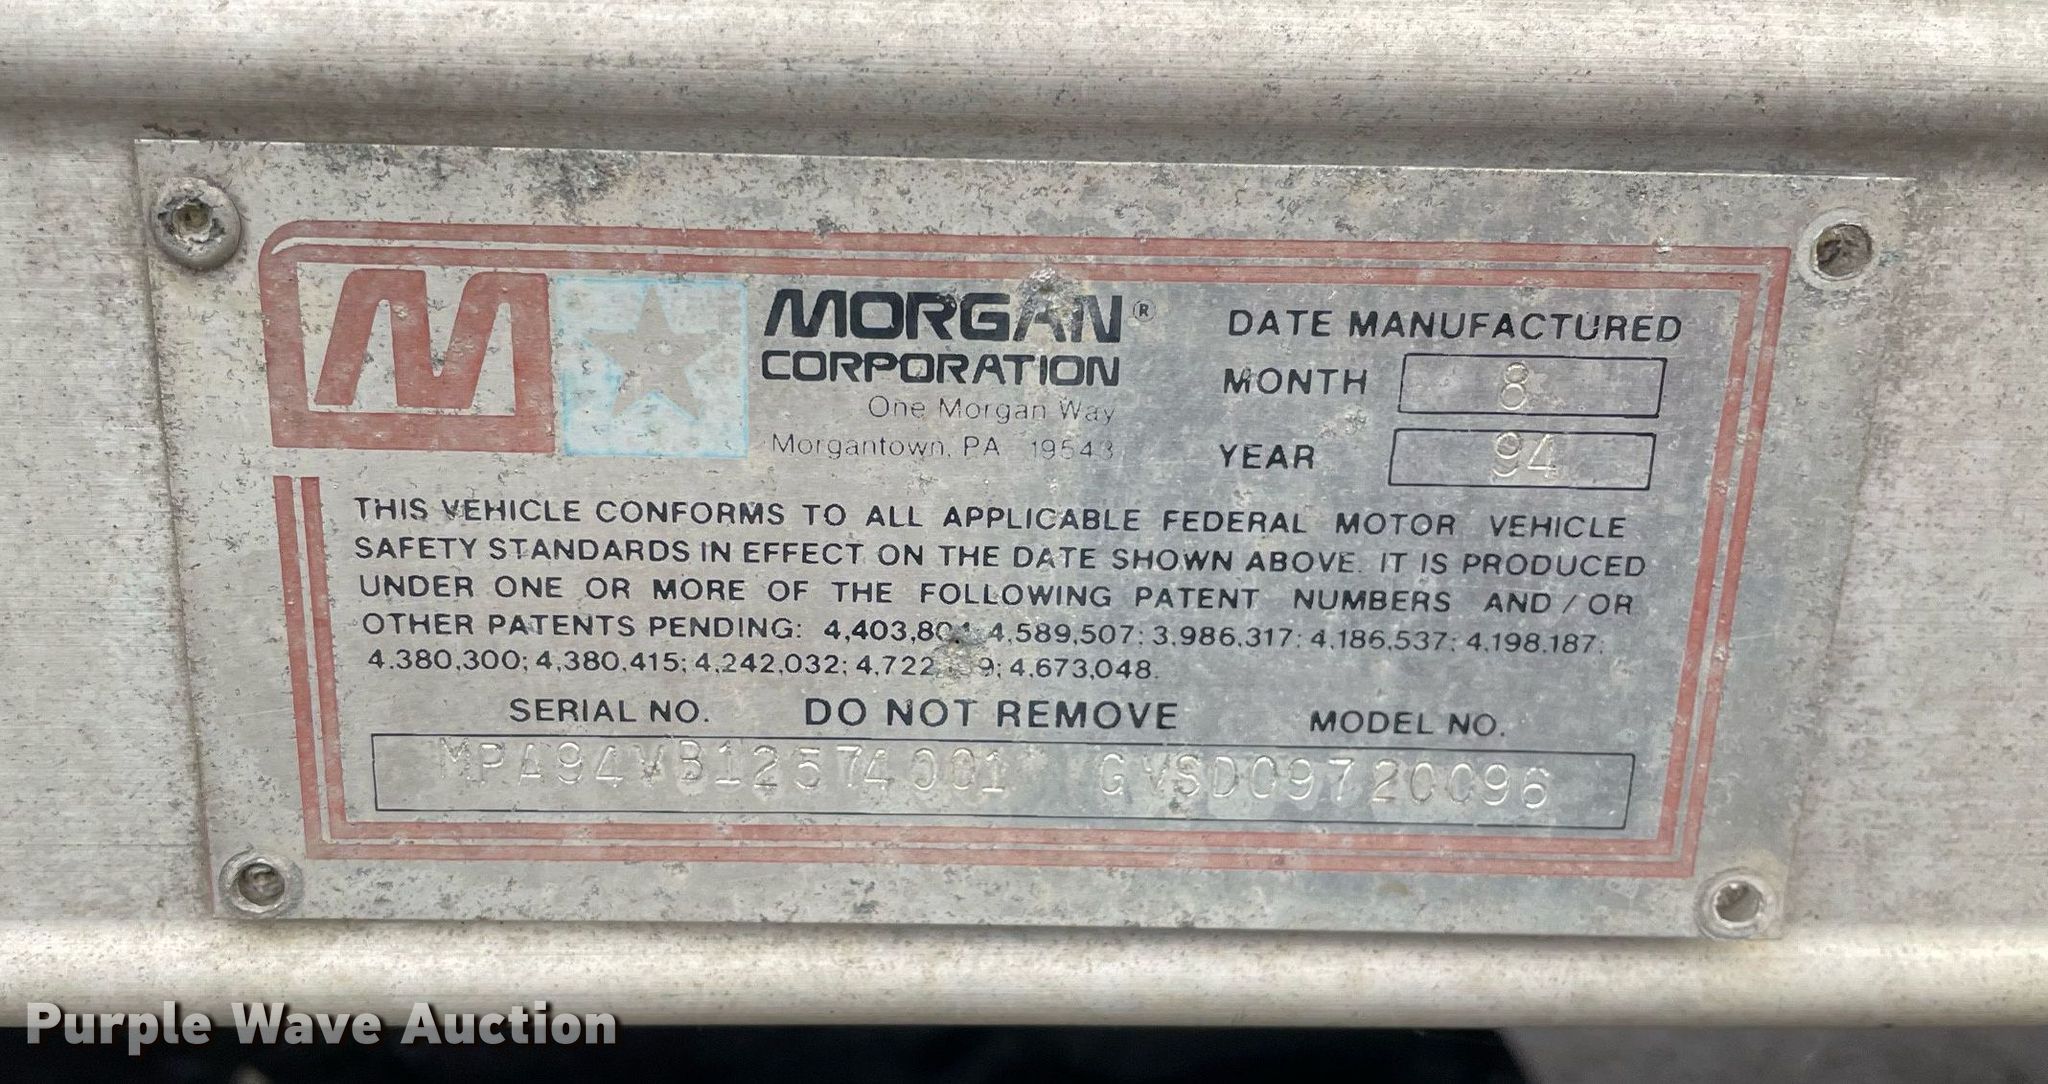 MORGAN®
CORPORATION
One Morgan Way
Morgantown, PA 19543
DATE MANUFACTURED
MONTH 8
YEAR 94
THIS VEHICLE CONFORMS TO ALL APPLICABLE FEDERAL MOTOR VEHICLE
SAFETY STANDARDS IN EFFECT ON THE DATE SHOWN ABOVE. IT IS PRODUCED
UNDER ONE OR MORE OF THE FOLLOWING PATENT NUMBERS AND/OR
OTHER PATENTS PENDING: 4,589,507; 3,986,317; 4,186,537; 4,198,187;
4,380,300; 4,380,415; 4,242,032; 4,673,048.
SERIAL NO. DO NOT REMOVE MODEL NO.
MPA94VB12574001 GVSD09720096
Purple Wave Auction